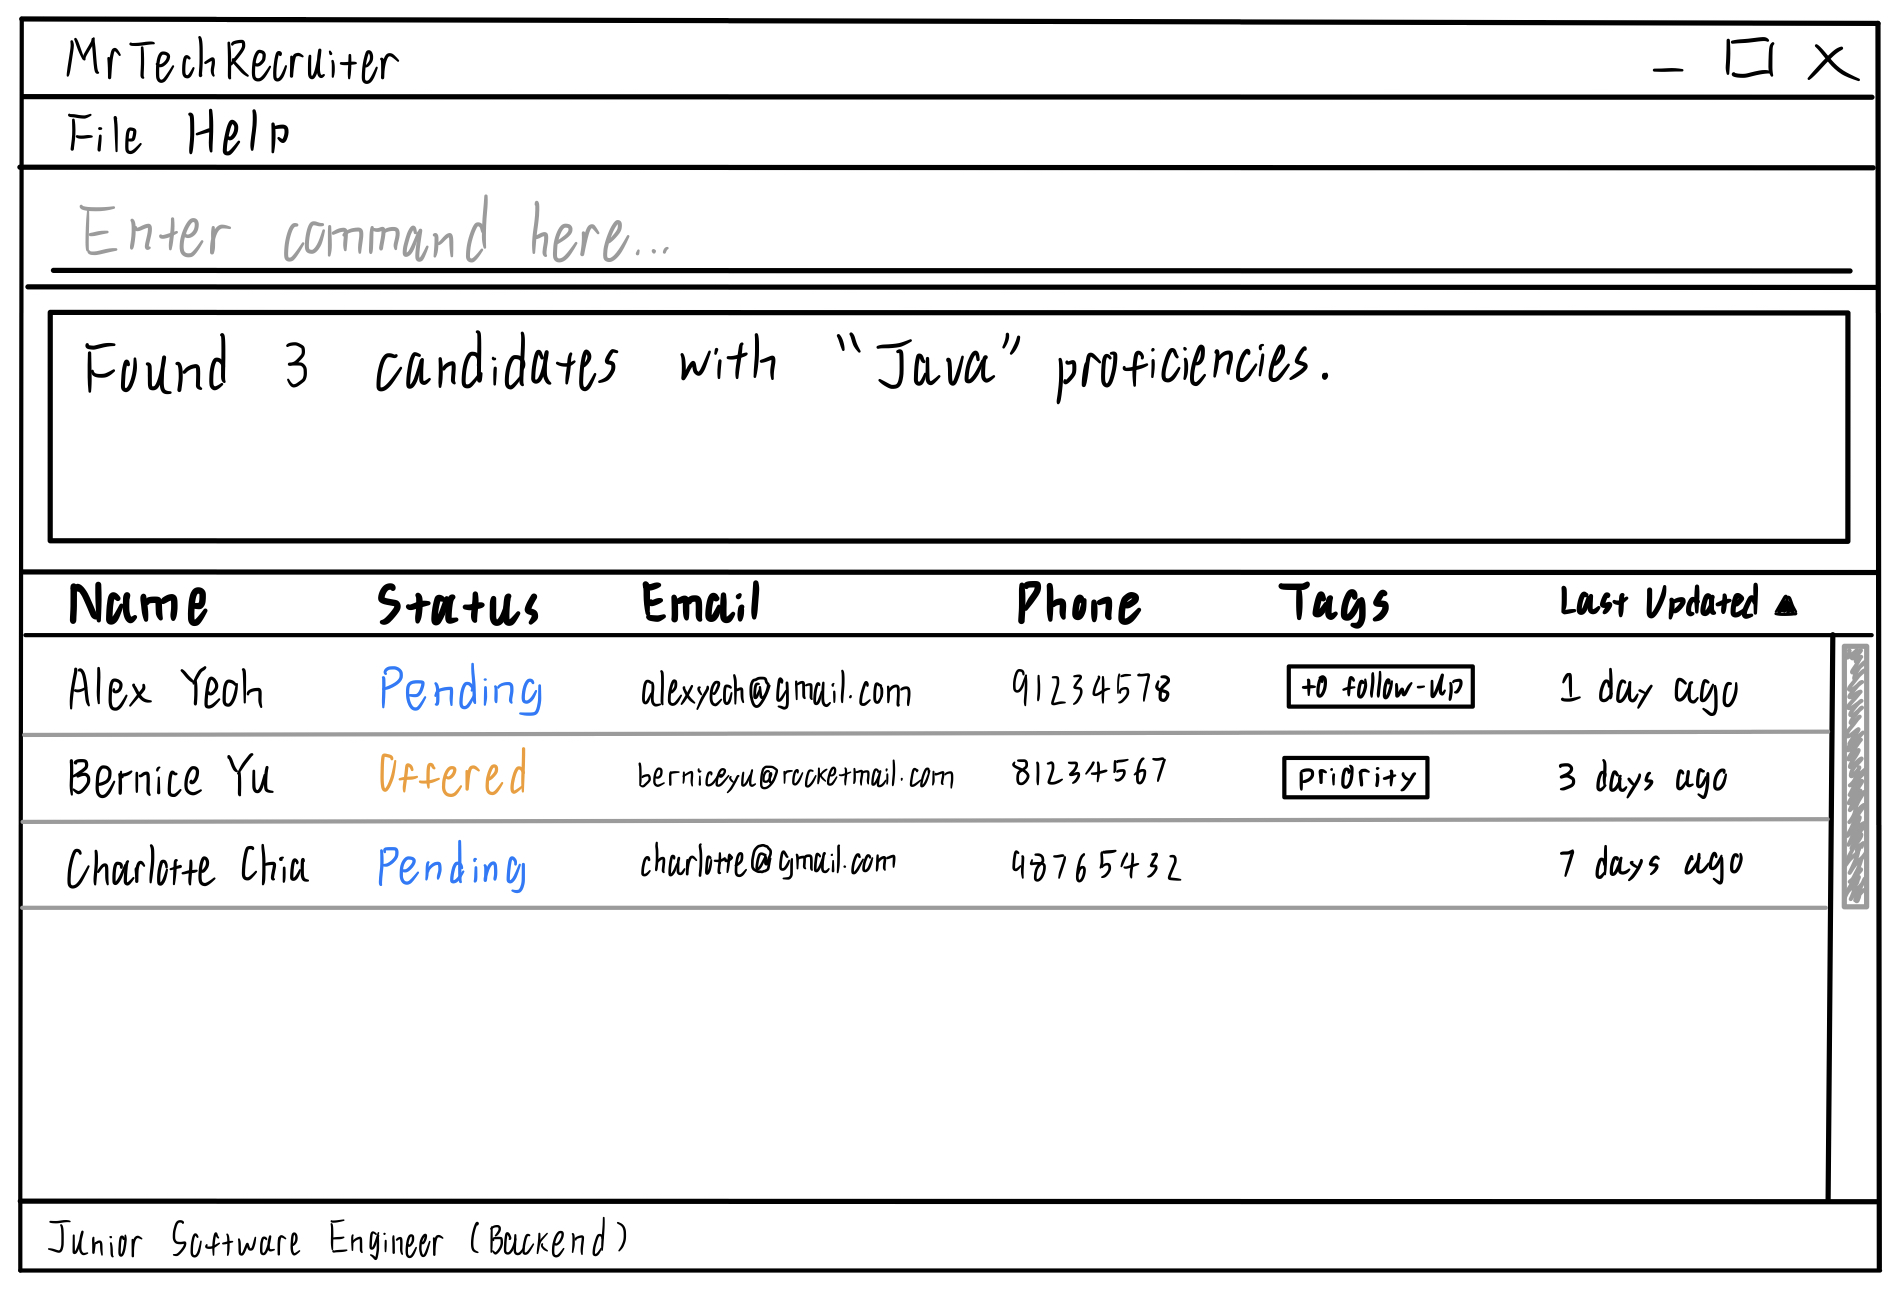 MrTechRecruiter
File Help
Enter command here...
Found 3 candidates with "Java" proficiencies.
Name Status Email Phone Tags Last Updated ▲
Alex Yeoh Pending alexyeoh@gmail.com 91234578 to follow-up 1 day ago
Bernice Yu Offered berniceyu@rocketmail.com 81234567 priority 3 days ago
Charlotte Chia Pending charlotte@gmail.com 98765432 7 days ago
Junior Software Engineer (Backend)